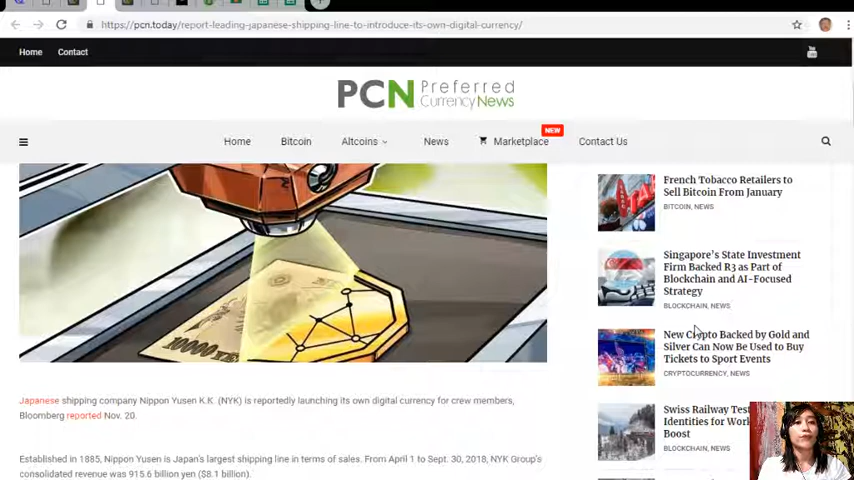 https://pcn.today/report-leading-japanese-shipping-line-to-introduce-its-own-digital-currency/
Home
Contact
PCN Preferred
Currency News
Home
Bitcoin
Altcoins
News
Marketplace
NEW
Contact Us
10000 YEN
Japanese shipping company Nippon Yusen K.K. (NYK) is reportedly launching its own digital currency for crew members,
Bloomberg reported Nov. 20.
Established in 1885, Nippon Yusen is Japan's largest shipping line in terms of sales. From April 1 to Sept. 30, 2018, NYK Group's
consolidated revenue was 915.6 billion yen ($8.1 billion).
French Tobacco Retailers to
Sell Bitcoin From January
BITCOIN, NEWS
Singapore's State Investment
Firm Backed R3 as Part of
Blockchain and AI-Focused
Strategy
BLOCKCHAIN, NEWS
New Crypto Backed by Gold and
Silver Can Now Be Used to Buy
Tickets to Sport Events
CRYPTOCURRENCY, NEWS
Swiss Railway
Identities for
Boost
BLOCKCHAIN, NEWS